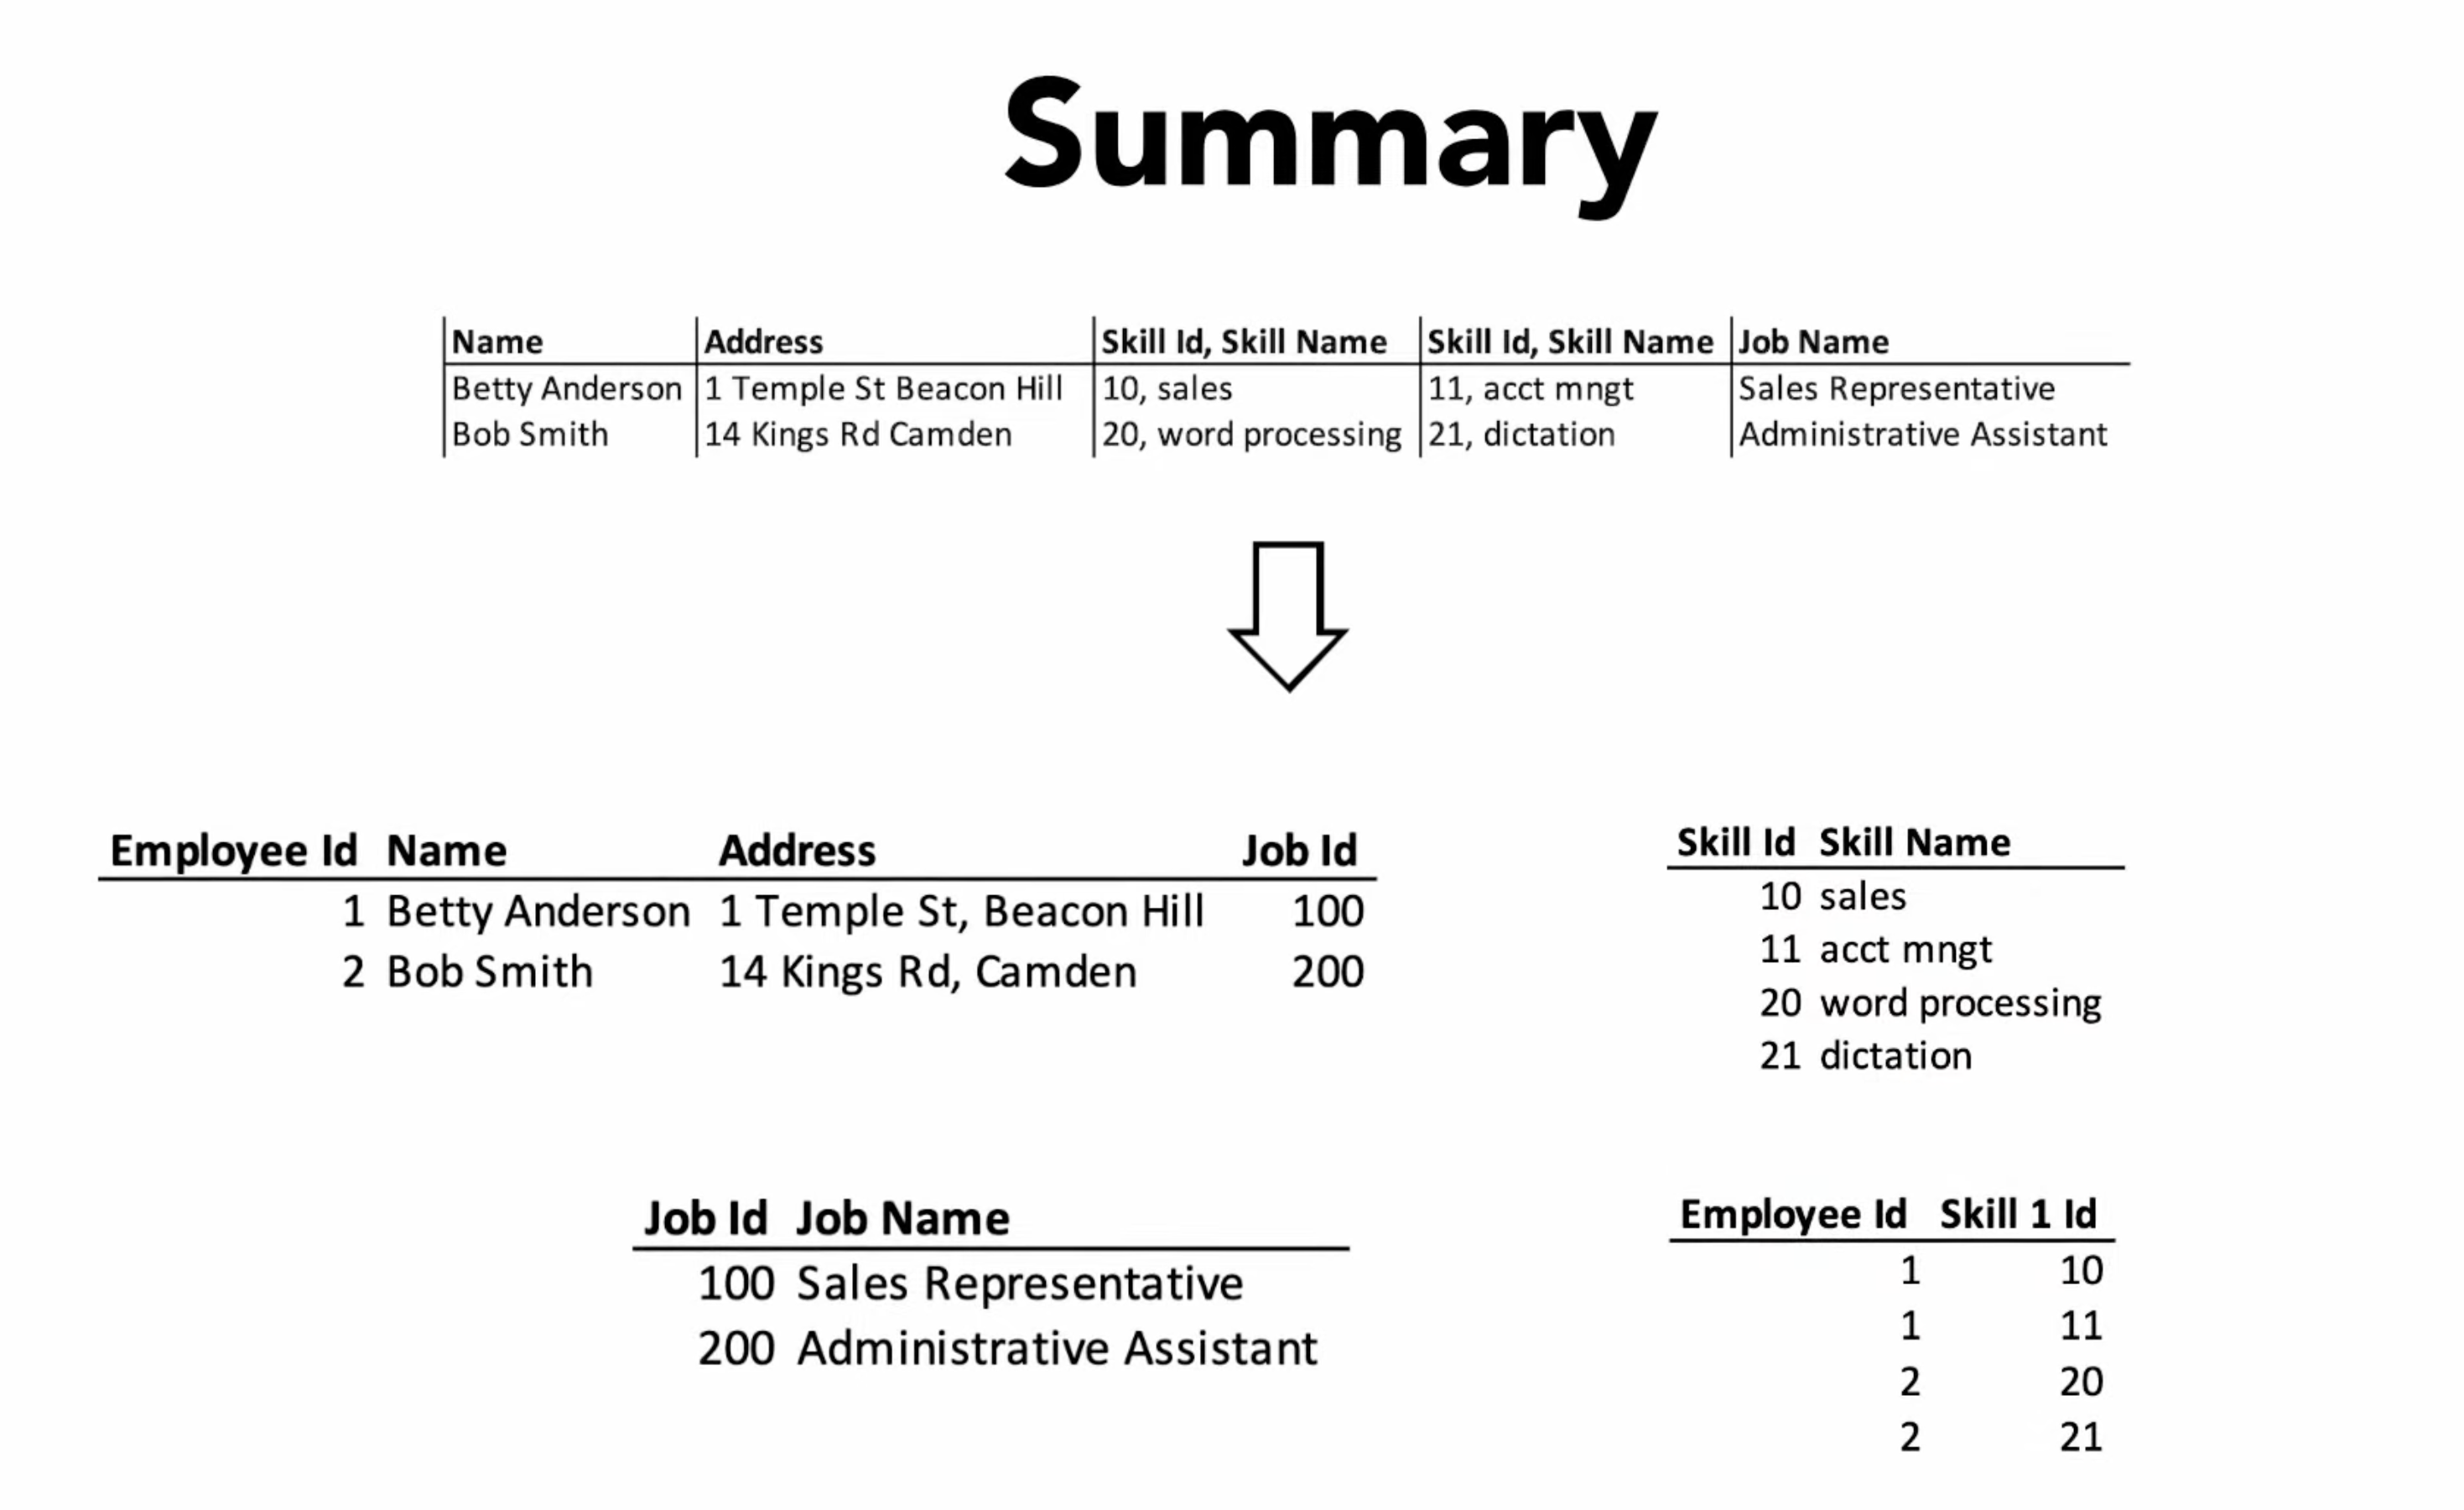 Summary
Name Address Skill Id, Skill Name Skill Id, Skill Name Job Name
Betty Anderson 1 Temple St Beacon Hill 10, sales 11, acct mngt Sales Representative
Bob Smith 14 Kings Rd Camden 20, word processing 21, dictation Administrative Assistant
Employee Id Name Address Job Id
1 Betty Anderson 1 Temple St, Beacon Hill 100
2 Bob Smith 14 Kings Rd, Camden 200
Skill Id Skill Name
10 sales
11 acct mngt
20 word processing
21 dictation
Job Id Job Name
100 Sales Representative
200 Administrative Assistant
Employee Id Skill 1 Id
1 10
1 11
2 20
2 21